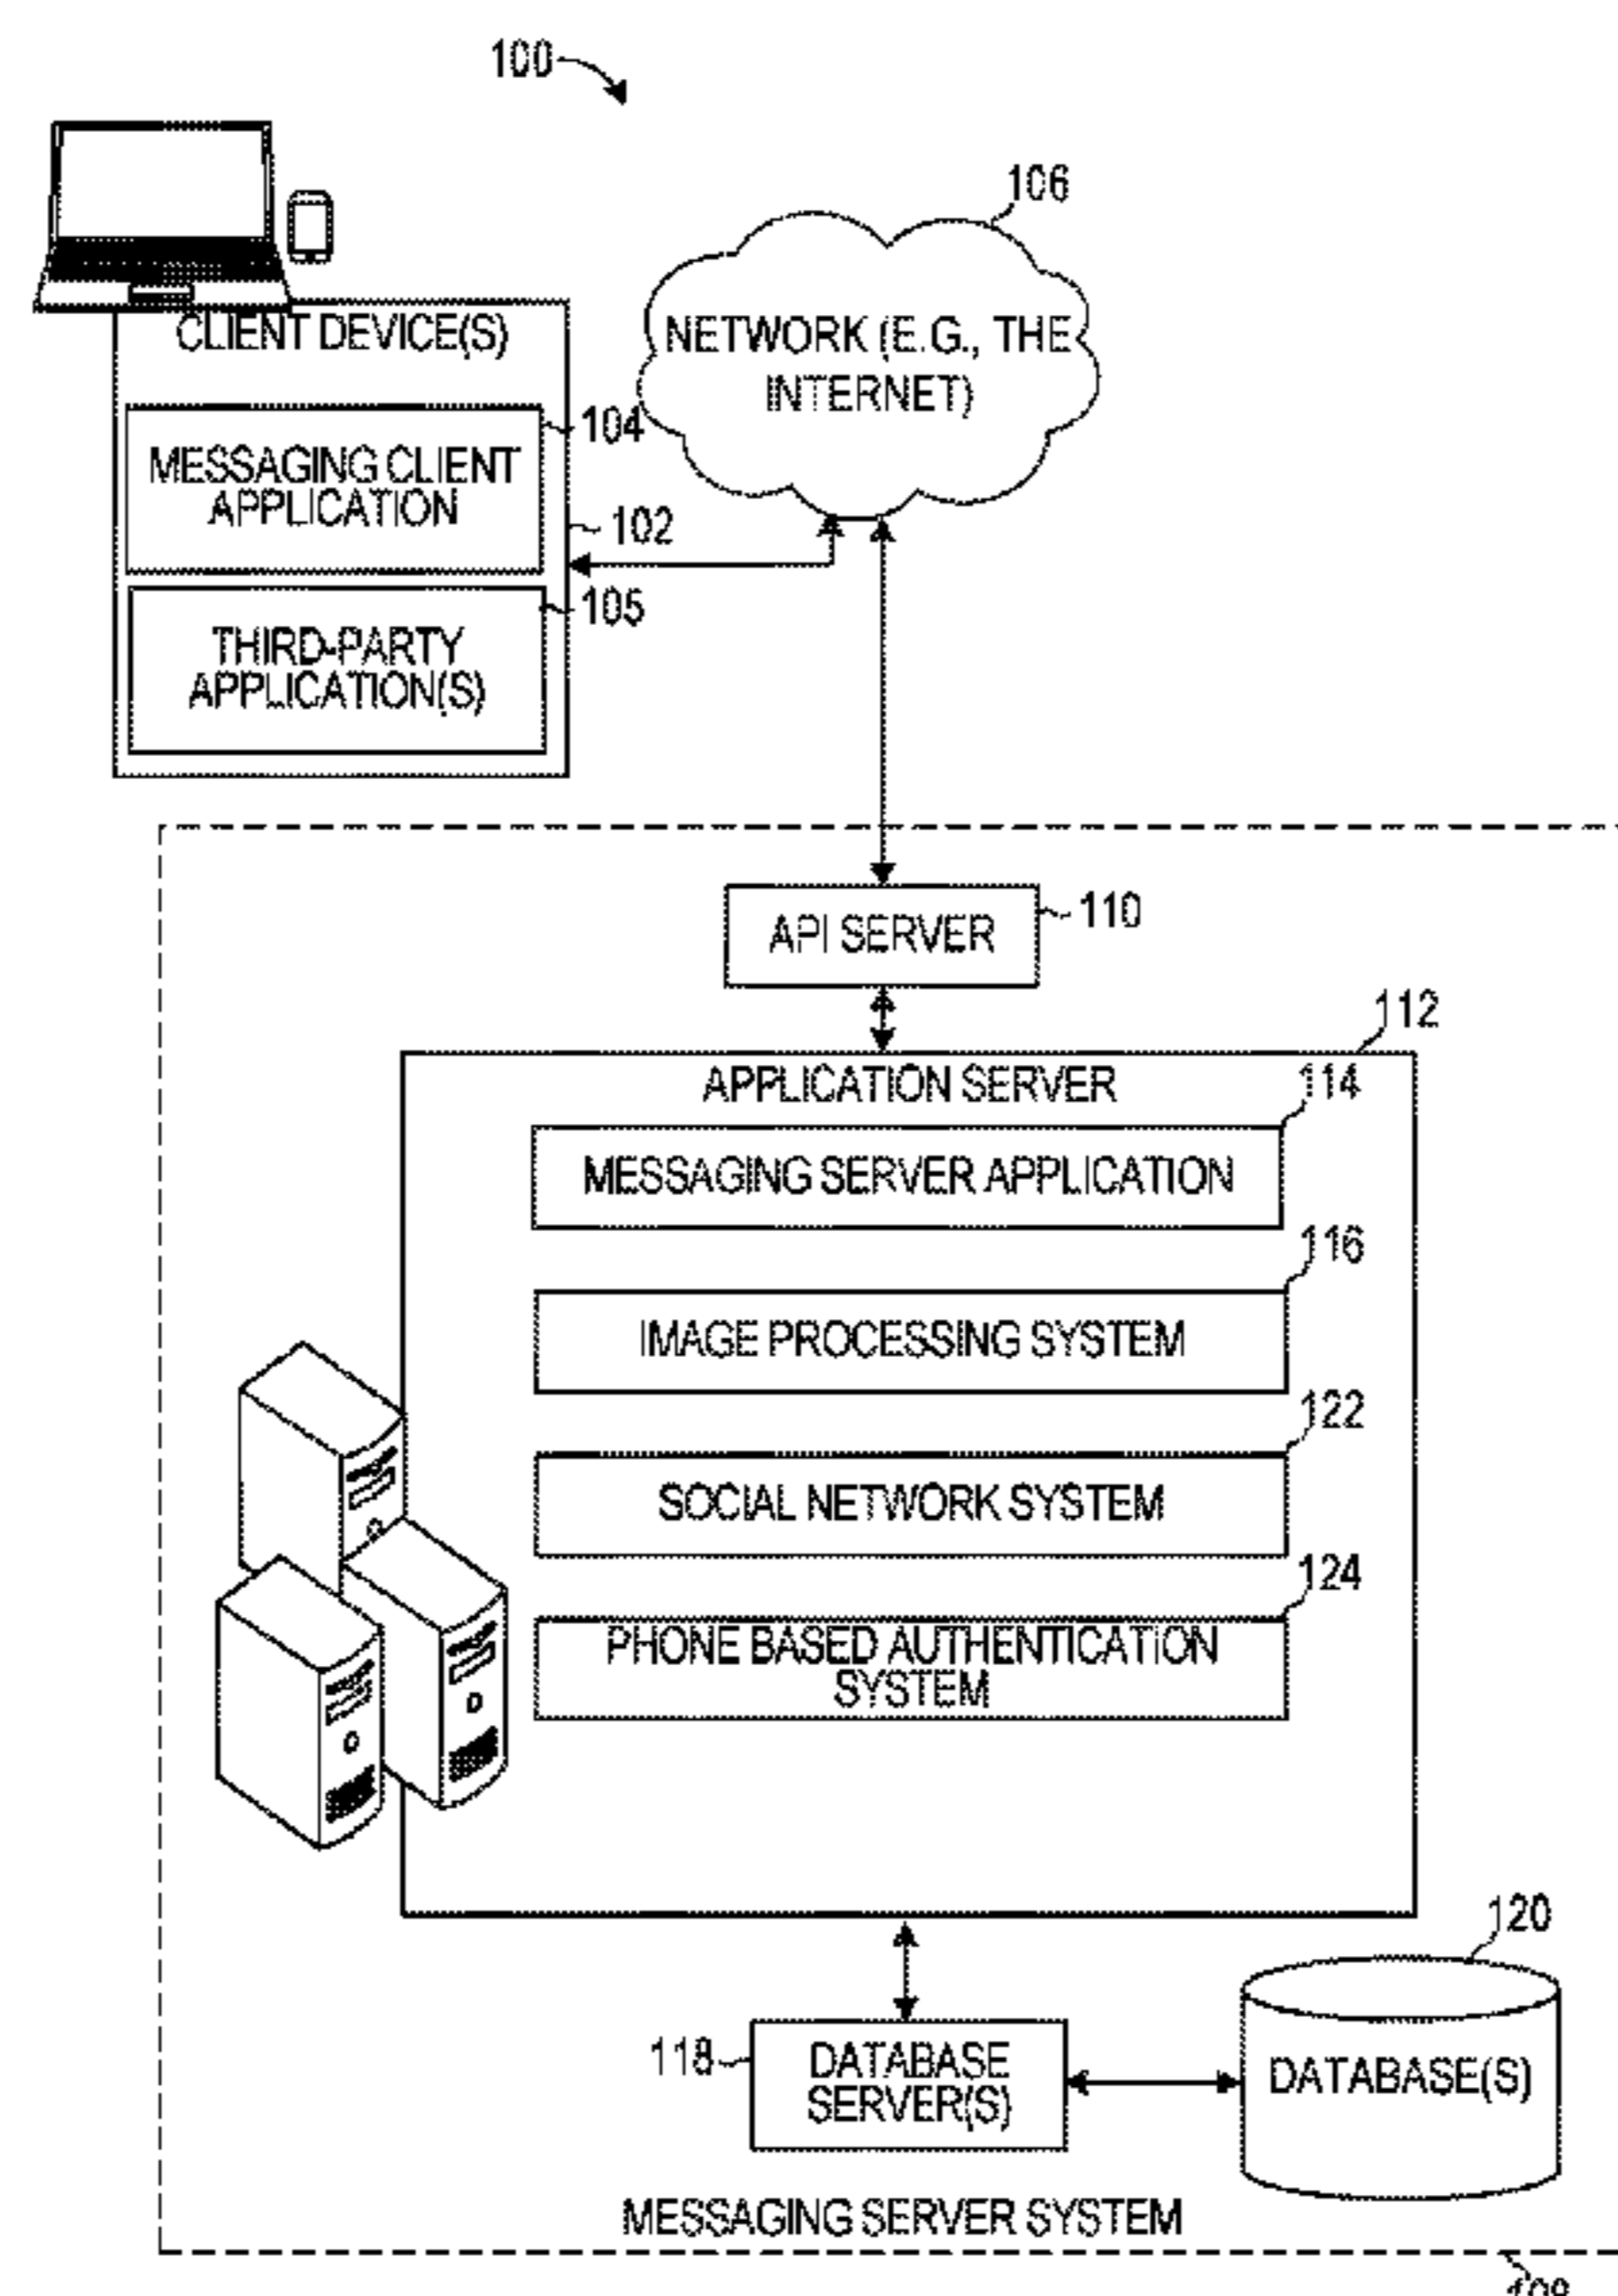 100
106
NETWORK (E.G., THE
INTERNET)
CLIENT DEVICE(S)
104
MESSAGING CLIENT
APPLICATION
102
105
THIRD-PARTY
APPLICATION(S)
API SERVER
110
112
APPLICATION SERVER
114
MESSAGING SERVER APPLICATION
116
IMAGE PROCESSING SYSTEM
122
SOCIAL NETWORK SYSTEM
124
PHONE BASED AUTHENTICATION
SYSTEM
120
118
DATABASE
SERVER(S)
DATABASE(S)
MESSAGING SERVER SYSTEM